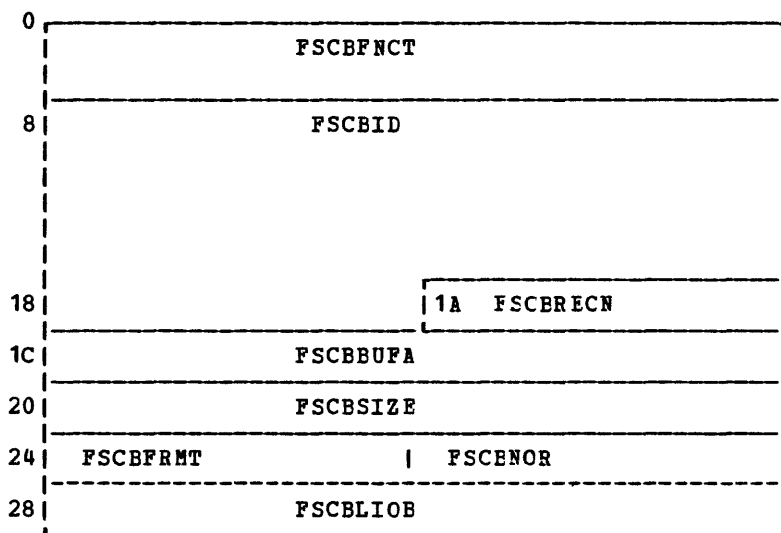 0
FSCBFNCT
8 FSCBID
18 1A FSCBRECN
1C FSCBBUFA
20 FSCBSIZE
24 FSCBFRMT FSCBNOR
28 FSCBLIOB